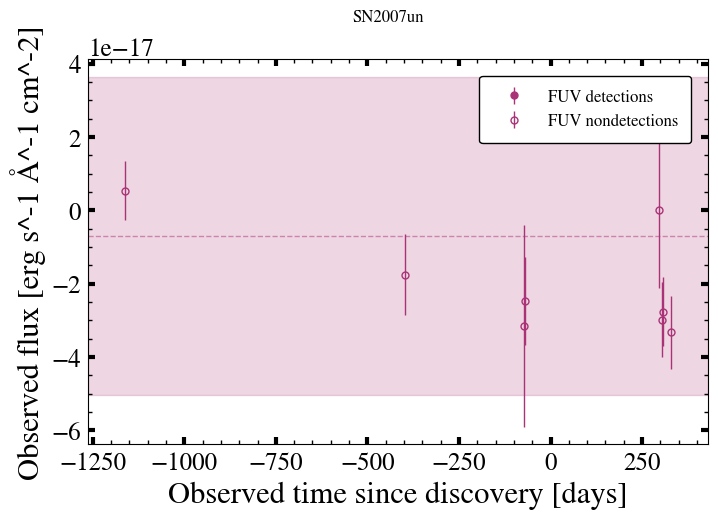 SN2007un
1e−17
Observed flux [erg s^-1 Å^-1 cm^-2]
4
2
0
−2
−4
−6
FUV detections
FUV nondetections
−1250 −1000 −750 −500 −250 0 250
Observed time since discovery [days]